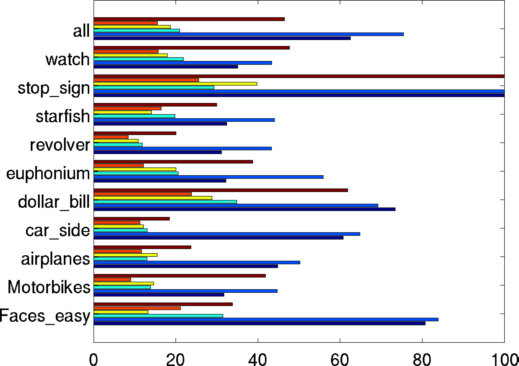 all
watch
stop_sign
starfish
revolver
euphonium
dollar_bill
car_side
airplanes
Motorbikes
Faces_easy
0 20 40 60 80 100